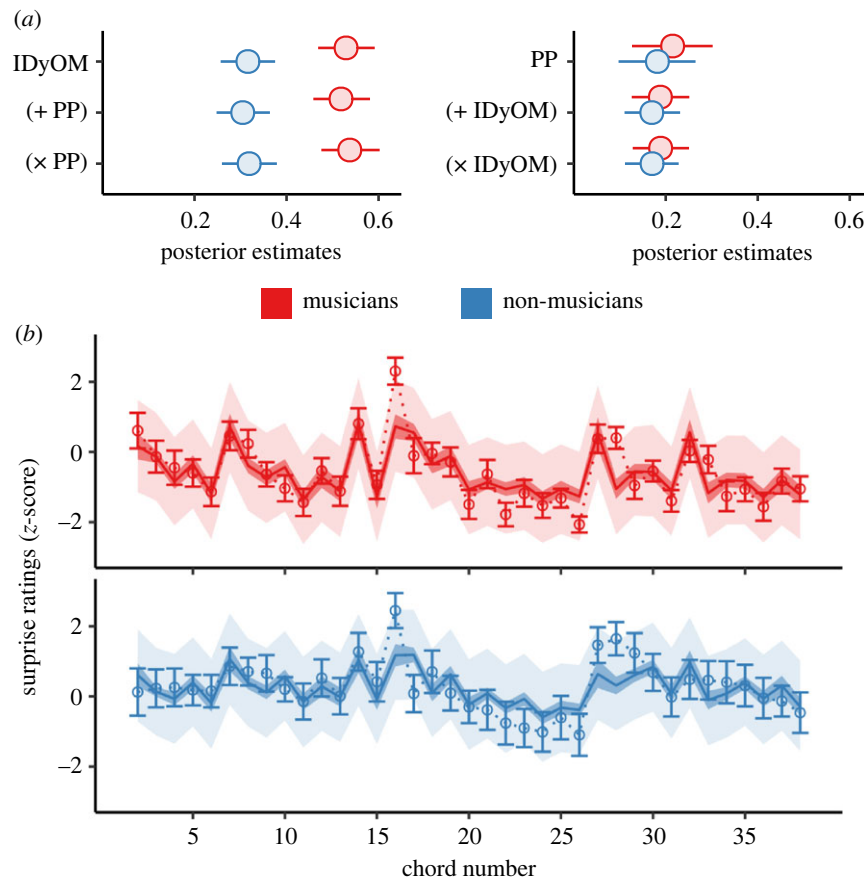 (a)
IDyOM
(+ PP)
(× PP)
0.2 0.4 0.6
posterior estimates
PP
(+ IDyOM)
(× IDyOM)
0.2 0.4 0.6
posterior estimates
musicians non-musicians
(b)
surprise ratings (z-score)
2
0
−2
2
0
−2
5 10 15 20 25 30 35
chord number